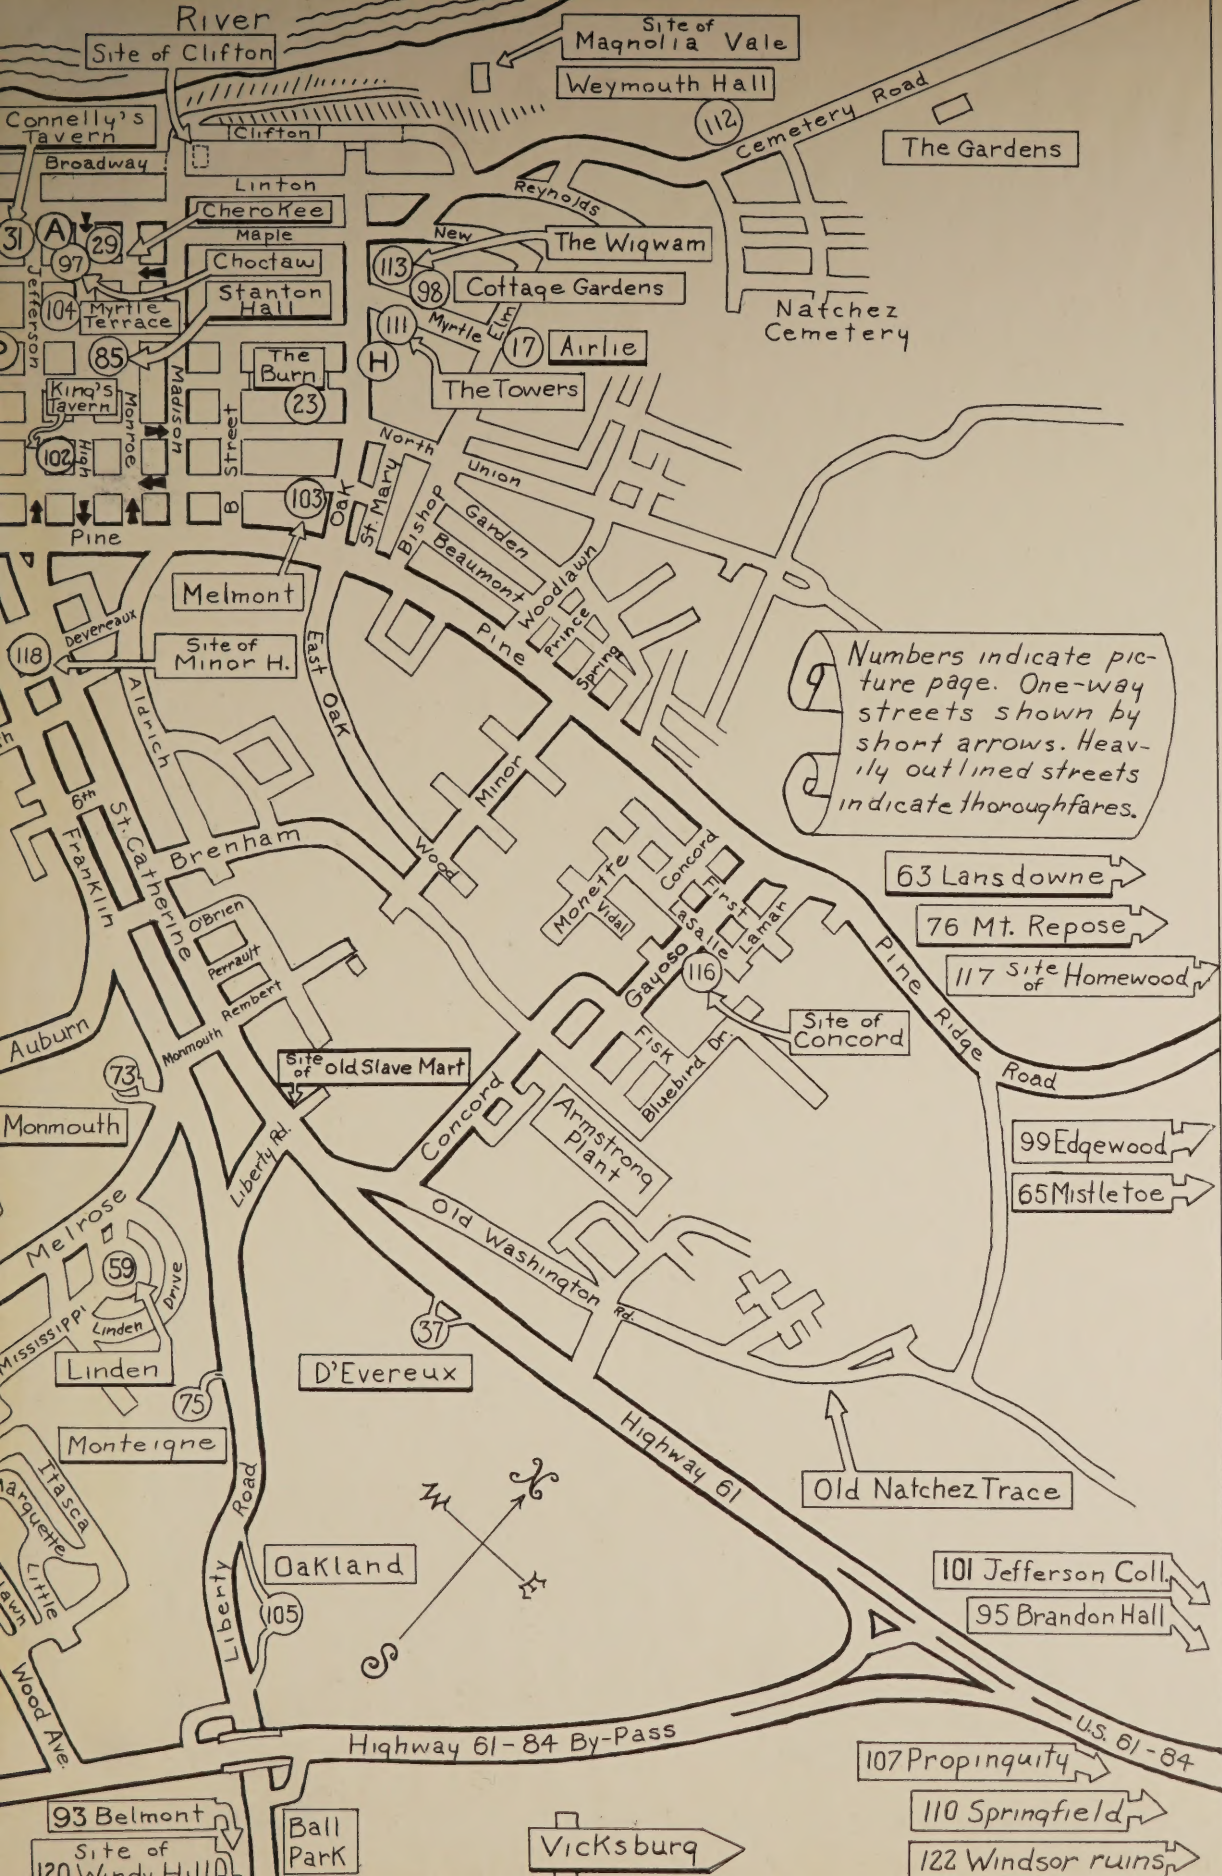 River
Site of Clifton
Site of
Magnolia Vale
Weymouth Hall
112
Cemetery Road
The Gardens
Connelly's
Tavern
Clifton
Broadway
Linton
Reynolds
Cherokee
31
A
29
97
Maple
New
The Wigwam
113
Choctaw
98
Cottage Gardens
Jefferson
104
Myrtle
Terrace
Stanton
Hall
111
Myrtle
Elm
Natchez
Cemetery
85
The
Burn
H
17
Airlie
The Towers
King's
Tavern
Monroe
Madison
23
Street
B
102
High
North
Union
103
Oak
St. Mary
Bishop
Garden
Beaumont
Woodlawn
Prince
Spring
Pine
Melmont
Pine
Devereaux
118
Site of
Minor H.
East Oak
Aldrich
Numbers indicate pic-
ture page. One-way
streets shown by
short arrows. Heav-
ily outlined streets
indicate thoroughfares.
Minor
6th
St. Catherine
Franklin
Brenham
Wood
Monette
Vidal
Concord
First
LaSalle
Lamar
63 Lansdowne
76 Mt. Repose
117 Site of Homewood
O'Brien
Perrault
Rembert
Gayoso
116
Pine Ridge Road
Site of
Concord
Auburn
Monmouth
Fisk
Bluebird Dr.
73
Site of old Slave Mart
Monmouth
Concord
Armstrong
Plant
99 Edgewood
65 Mistletoe
Liberty Rd.
Melrose
Old Washington Rd.
59
Drive
Linden
Mississippi
Linden
37
D'Evereux
75
Monteigne
Highway 61
Old Natchez Trace
Itasca
Marquette
Little
N
W
E
S
Road
Liberty
Oakland
105
101 Jefferson Coll.
95 Brandon Hall
Wood Ave.
Highway 61-84 By-Pass
U.S. 61-84
107 Propinquity
110 Springfield
122 Windsor ruins
93 Belmont
Site of
120 Windy Hill
Ball
Park
Vicksburg